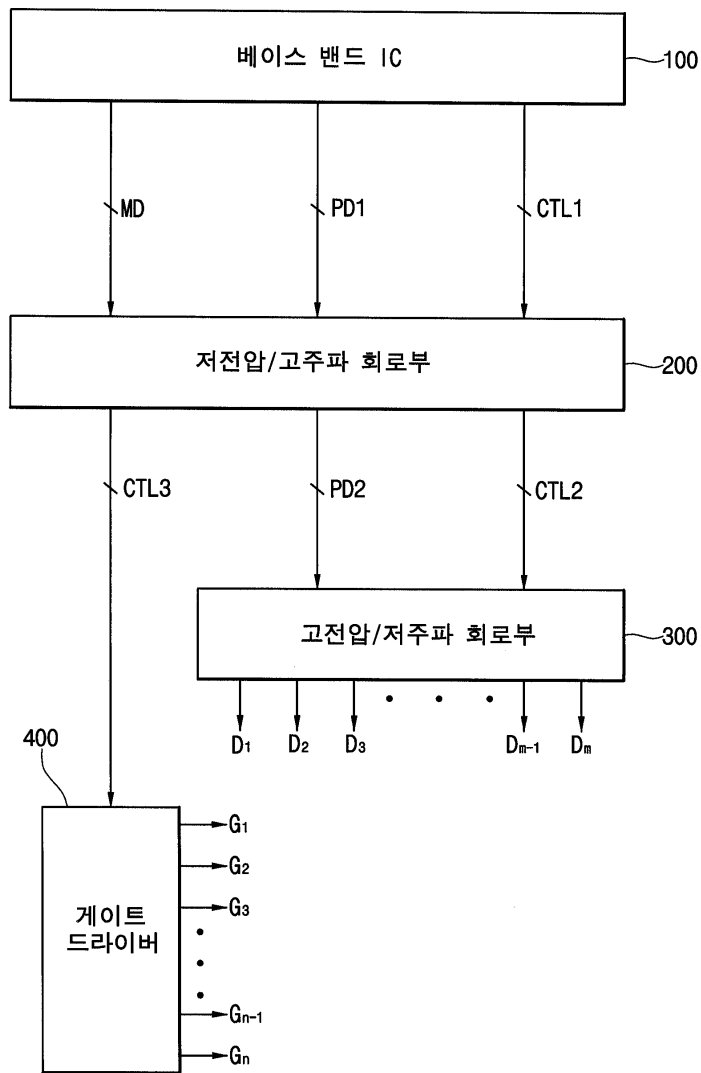 베이스 밴드 IC
100
MD
PD1
CTL1
저전압/고주파 회로부
200
CTL3
PD2
CTL2
고전압/저주파 회로부
300
D1
D2
D3
Dm-1
Dm
400
게이트
드라이버
G1
G2
G3
Gn-1
Gn